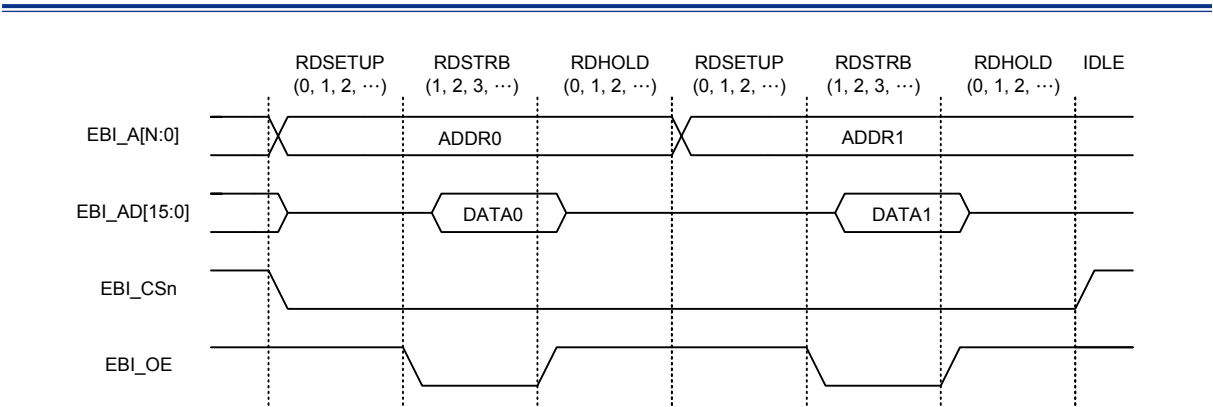 RDSETUP RDSTRB RDHOLD RDSETUP RDSTRB RDHOLD IDLE
(0, 1, 2, ⋯) (1, 2, 3, ⋯) (0, 1, 2, ⋯) (0, 1, 2, ⋯) (1, 2, 3, ⋯) (0, 1, 2, ⋯)
EBI_A[N:0] ADDR0 ADDR1
EBI_AD[15:0] DATA0 DATA1
EBI_CSn
EBI_OE